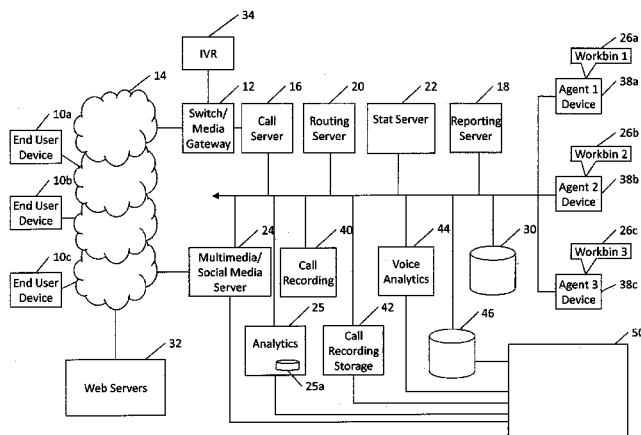 34
IVR
14
12
16
20
22
18
26a
Workbin 1
Agent 1
Device
38a
Switch/
Media
Gateway
Call
Server
Routing
Server
Stat Server
Reporting
Server
10a
End User
Device
26b
Workbin 2
Agent 2
Device
38b
10b
End User
Device
24
40
44
30
26c
Workbin 3
Agent 3
Device
38c
10c
End User
Device
Multimedia/
Social Media
Server
Call
Recording
Voice
Analytics
25
42
46
50
32
Web Servers
Analytics
25a
Call
Recording
Storage